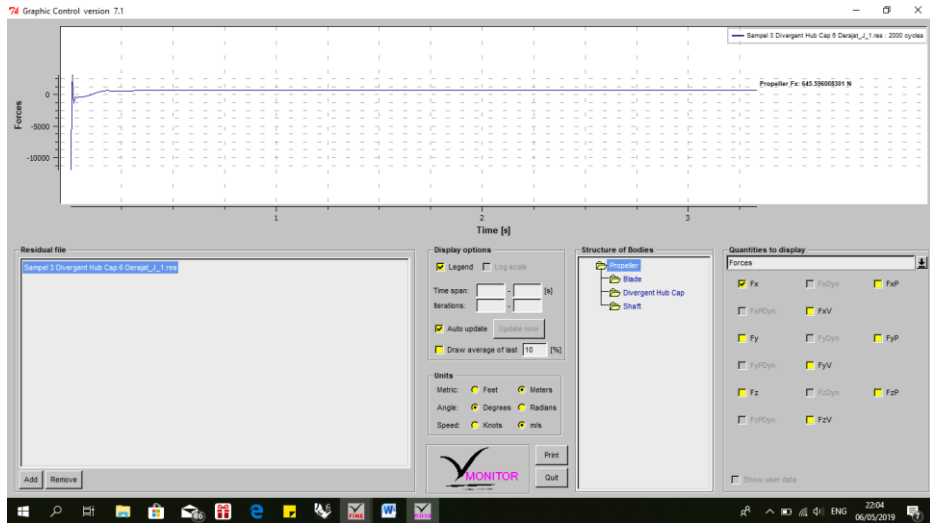 Graphic Control version 7.1
Sampel 3 Divergent Hub Cap 6 Derajat_J_1.res : 2000 cycles
Propeller Fx: 645.596008301 N
Forces
0
-5000
-10000
1
2
3
Time [s]
Residual file
Sampel 3 Divergent Hub Cap 6 Derajat_J_1.res
Add
Remove
Display options
Legend
Log scale
Time span:
-
[s]
Iterations:
-
Auto update
Update now
Draw average of last
10
[%]
Units
Metric:
Feet
Meters
Angle:
Degrees
Radians
Speed:
Knots
m/s
MONITOR
Print
Quit
Structure of Bodies
Propeller
Blade
Divergent Hub Cap
Shaft
Quantities to display
Forces
Fx
FxDyn
FxP
FxPDyn
FxV
Fy
FyDyn
FyP
FyPDyn
FyV
Fz
FzDyn
FzP
FzPDyn
FzV
Show user data
ENG
22:04
06/05/2019